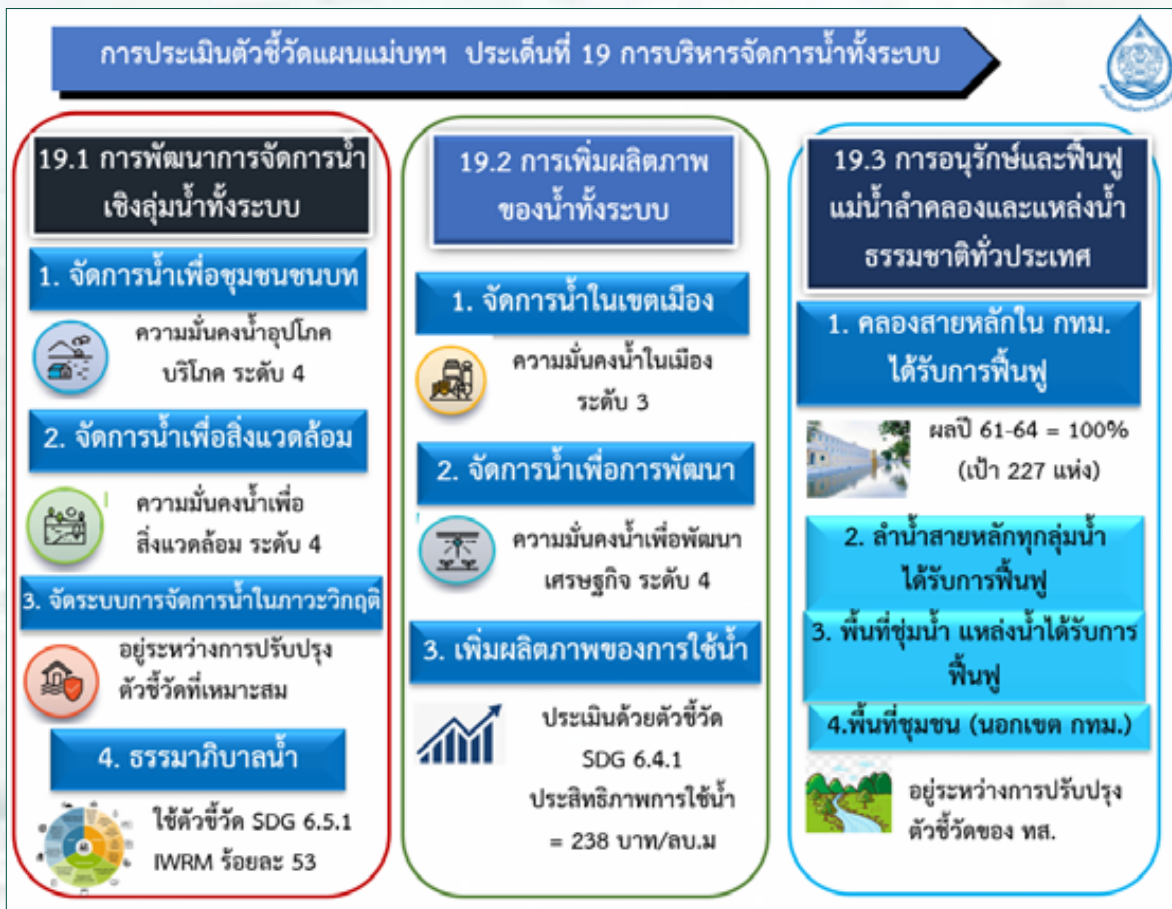 การประเมินตัวชี้วัดแผนแม่บทฯ ประเด็นที่ 19 การบริหารจัดการน้ำทั้งระบบ
19.1 การพัฒนาการจัดการน้ำ
เชิงลุ่มน้ำทั้งระบบ
1. จัดการน้ำเพื่อชุมชนชนบท
ความมั่นคงน้ำอุปโภค
บริโภค ระดับ 4
2. จัดการน้ำเพื่อสิ่งแวดล้อม
ความมั่นคงน้ำเพื่อ
สิ่งแวดล้อม ระดับ 4
3. จัดระบบการจัดการน้ำในภาวะวิกฤติ
อยู่ระหว่างการปรับปรุง
ตัวชี้วัดที่เหมาะสม
4. ธรรมาภิบาลน้ำ
ใช้ตัวชี้วัด SDG 6.5.1
IWRM ร้อยละ 53
19.2 การเพิ่มผลิตภาพ
ของน้ำทั้งระบบ
1. จัดการน้ำในเขตเมือง
ความมั่นคงน้ำในเมือง
ระดับ 3
2. จัดการน้ำเพื่อการพัฒนา
ความมั่นคงน้ำเพื่อพัฒนา
เศรษฐกิจ ระดับ 4
3. เพิ่มผลิตภาพของการใช้น้ำ
ประเมินด้วยตัวชี้วัด
SDG 6.4.1
ประสิทธิภาพการใช้น้ำ
= 238 บาท/ลบ.ม
19.3 การอนุรักษ์และฟื้นฟู
แม่น้ำลำคลองและแหล่งน้ำ
ธรรมชาติทั่วประเทศ
1. คลองสายหลักใน กทม.
ได้รับการฟื้นฟู
ผลปี 61-64 = 100%
(เป้า 227 แห่ง)
2. ลำน้ำสายหลักทุกลุ่มน้ำ
ได้รับการฟื้นฟู
3. พื้นที่ชุ่มน้ำ แหล่งน้ำได้รับการ
ฟื้นฟู
4.พื้นที่ชุมชน (นอกเขต กทม.)
อยู่ระหว่างการปรับปรุง
ตัวชี้วัดของ ทส.